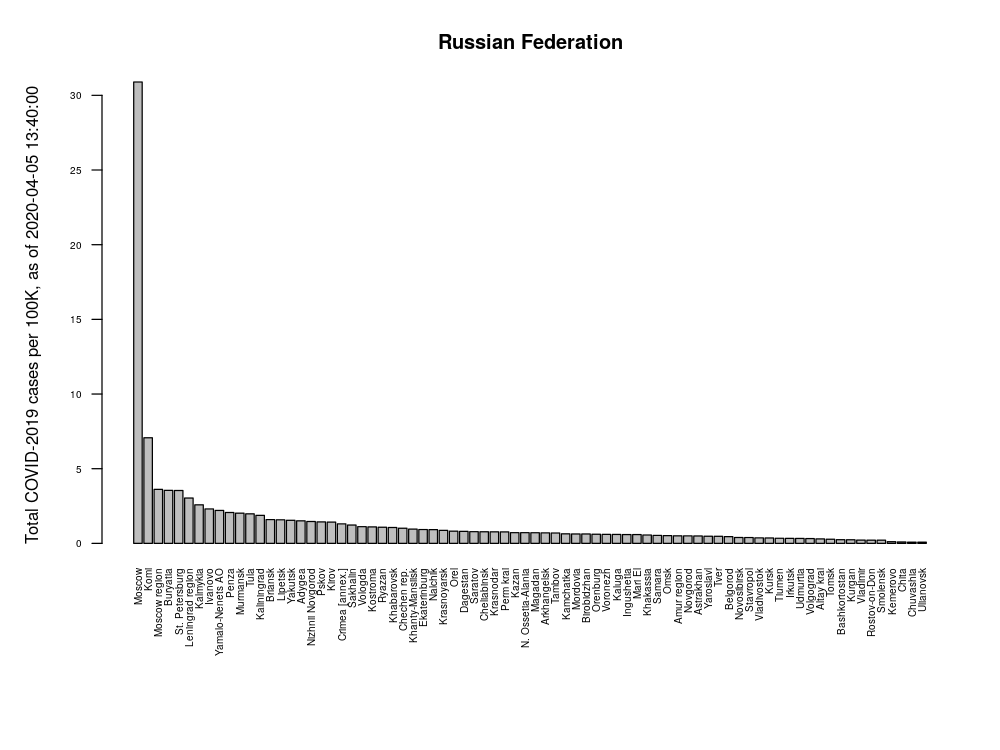 Russian Federation
Total COVID-2019 cases per 100K, as of 2020-04-05 13:40:00
30
25
20
15
10
5
0
Moscow
Komi
Moscow region
Buryatia
St. Petersburg
Leningrad region
Kalmykia
Ivanovo
Yamalo-Nenets AO
Penza
Murmansk
Tula
Kaliningrad
Briansk
Lipetsk
Yakutsk
Adygea
Nizhnii Novgorod
Pskov
Kirov
Crimea [annex.]
Sakhalin
Vologda
Kostroma
Ryazan
Khabarovsk
Chechen rep.
Khanty-Mansiisk
Ekaterinburg
Nalchik
Krasnoyarsk
Orel
Dagestan
Saratov
Cheliabinsk
Krasnodar
Perm krai
Kazan
N. Ossetia-Alania
Magadan
Arkhangelsk
Tambov
Kamchatka
Mordovia
Birobidzhan
Orenburg
Voronezh
Kaluga
Ingushetia
Mari El
Khakassia
Samara
Omsk
Amur region
Novgorod
Astrakhan
Yaroslavl
Tver
Belgorod
Novosibirsk
Stavropol
Vladivostok
Kursk
Tiumen
Irkutsk
Udmurtia
Volgograd
Altay krai
Tomsk
Bashkortostan
Kurgan
Vladimir
Rostov-on-Don
Smolensk
Kemerovo
Chita
Chuvashia
Ulianovsk